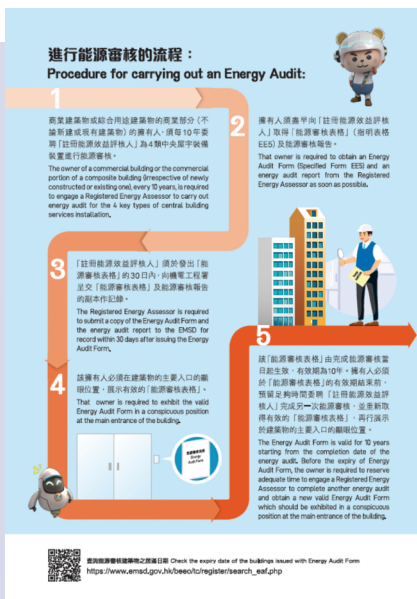 進行能源審核的流程：
Procedure for carrying out an Energy Audit:
1
商業建築物或綜合用途建築物的商業部分（不
論新建或現有建築物）的擁有人，須每10年委
聘「註冊能源效益評核人」為4類中央屋宇裝備
裝置進行能源審核。
The owner of a commercial building or the commercial
portion of a composite building (irrespective of newly
constructed or existing one), every 10 years, is required
to engage a Registered Energy Assessor to carry out
energy audit for the 4 key types of central building
services installation.
2
擁有人須盡早向「註冊能源效益評核
人」取得「能源審核表格」（指明表格
EE5）及能源審核報告。
That owner is required to obtain an Energy
Audit Form (Specified Form EE5) and an
energy audit report from the Registered
Energy Assessor as soon as possible.
3
「註冊能源效益評核人」須於發出「能
源審核表格」的30日內，向機電工程署
呈交「能源審核表格」及能源審核報告
的副本作記錄。
The Registered Energy Assessor is required
to submit a copy of the Energy Audit Form and
the energy audit report to the EMSD for
record within 30 days after issuing the Energy
Audit Form.
4
該擁有人必須在建築物的主要入口的顯
眼位置，展示有效的「能源審核表格」。
That owner is required to exhibit the valid
Energy Audit Form in a conspicuous position
at the main entrance of the building.
能源審核表格
Energy
Audit Form
5
該「能源審核表格」由完成能源審核當
日起生效，有效期為10年。擁有人必須
於「能源審核表格」的有效期結束前，
預留足夠時間委聘「註冊能源效益評核
人」完成另一次能源審核，並重新取
得有效的「能源審核表格」，再行展示
於建築物的主要入口的顯眼位置。
The Energy Audit Form is valid for 10 years
starting from the completion date of the
energy audit. Before the expiry of Energy
Audit Form, the owner is required to reserve
adequate time to engage a Registered Energy
Assessor to complete another energy audit
and obtain a new valid Energy Audit Form
which should be exhibited in a conspicuous
position at the main entrance of the building.
查詢能源審核建築物之屆滿日期 Check the expiry date of the buildings issued with Energy Audit Form
https://www.emsd.gov.hk/beeo/tc/register/search_eaf.php